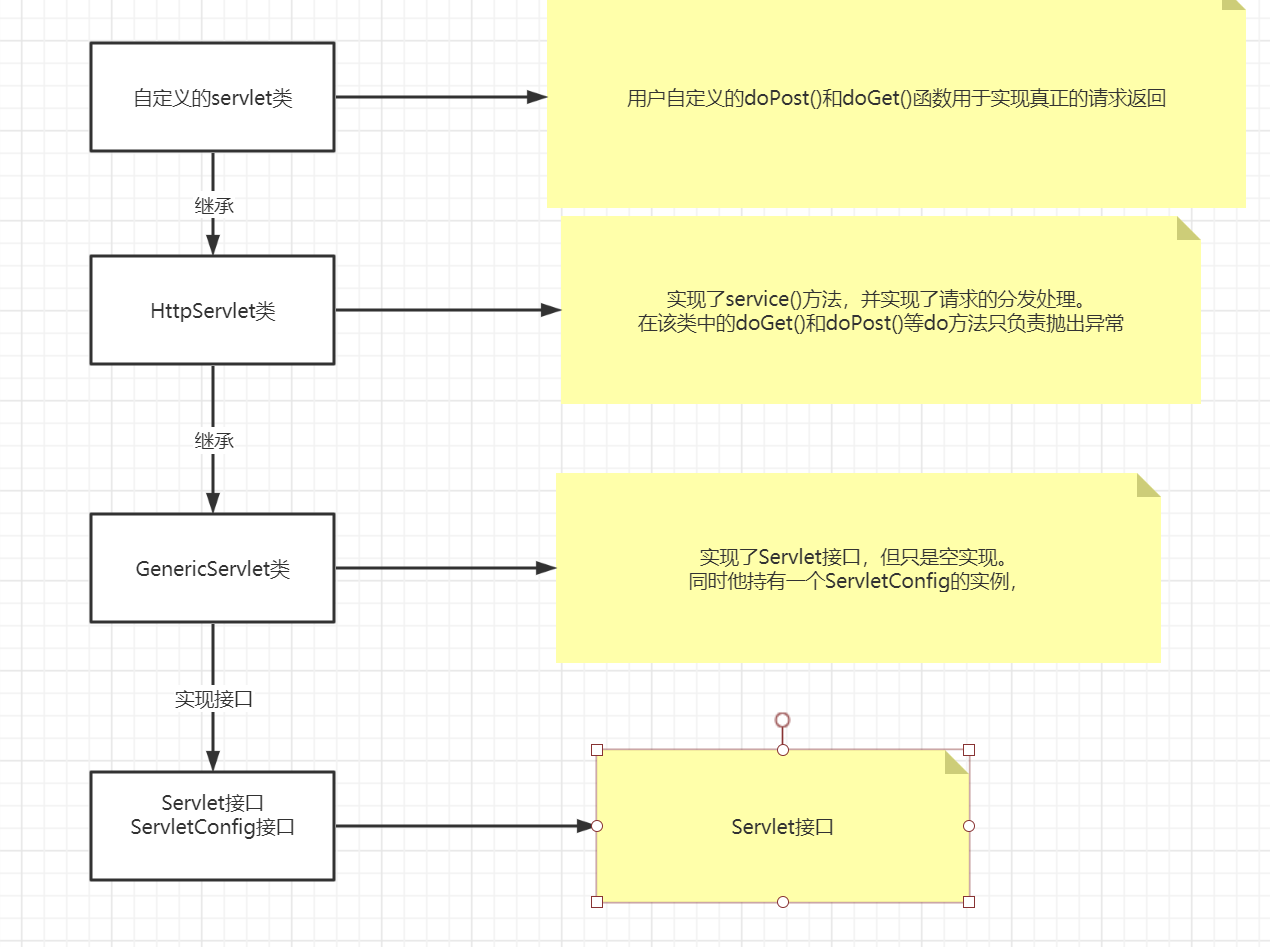 自定义的servlet类
用户自定义的doPost()和doGet()函数用于实现真正的请求返回
继承
HttpServlet类
实现了service()方法，并实现了请求的分发处理。
在该类中的doGet()和doPost()等do方法只负责抛出异常
继承
GenericServlet类
实现了Servlet接口，但只是空实现。
同时他持有一个ServletConfig的实例，
实现接口
Servlet接口
ServletConfig接口
Servlet接口